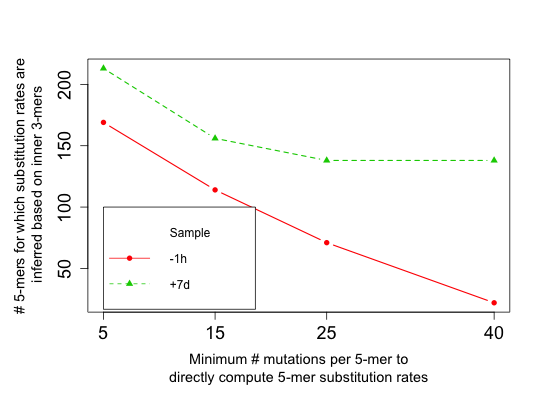 # 5-mers for which substitution rates are
inferred based on inner 3-mers
200
150
100
50
Sample
-1h
+7d
5 15 25 40
Minimum # mutations per 5-mer to
directly compute 5-mer substitution rates